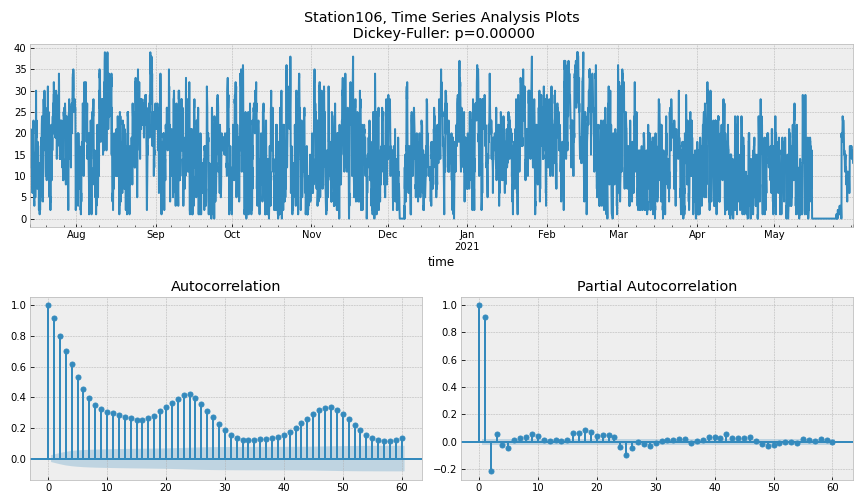 Station106, Time Series Analysis Plots
Dickey-Fuller: p=0.00000
40
35
30
25
20
15
10
5
0
Aug Sep Oct Nov Dec Jan Feb Mar Apr May
2021
time
Autocorrelation
1.0
0.8
0.6
0.4
0.2
0.0
0 10 20 30 40 50 60
Partial Autocorrelation
1.0
0.8
0.6
0.4
0.2
0.0
−0.2
0 10 20 30 40 50 60